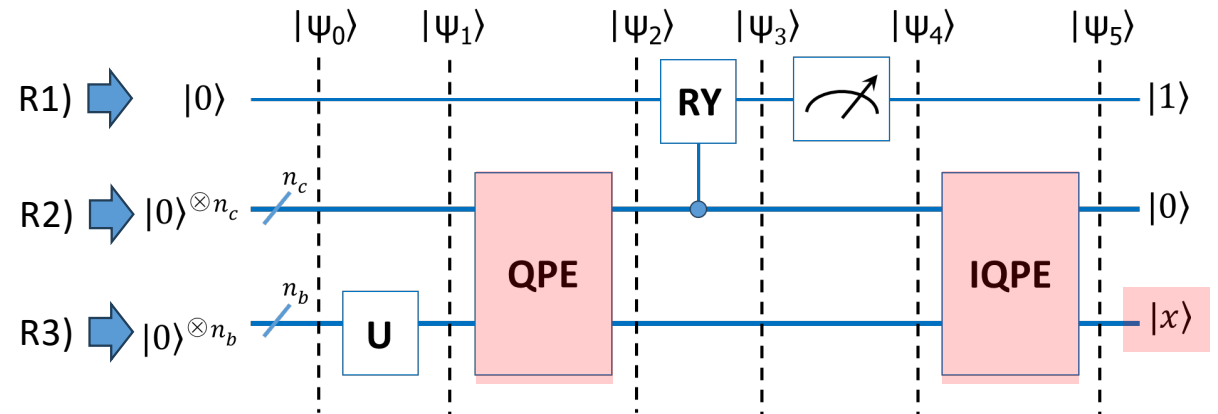 |ψ₀⟩ |ψ₁⟩ |ψ₂⟩ |ψ₃⟩ |ψ₄⟩ |ψ₅⟩
R1) |0⟩ RY |1⟩
R2) |0⟩^{⊗n_c} n_c |0⟩
QPE IQPE
R3) |0⟩^{⊗n_b} n_b U |x⟩